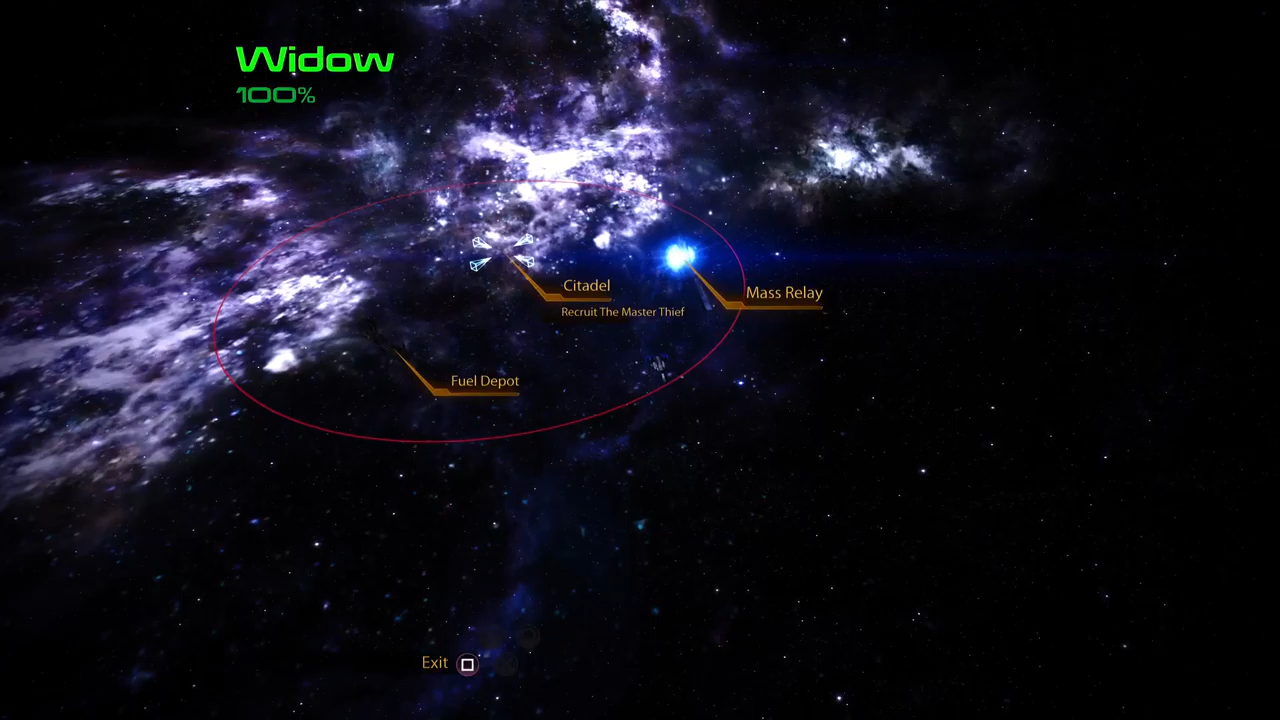 Widow
100%
Citadel
Recruit The Master Thief
Mass Relay
Fuel Depot
Exit